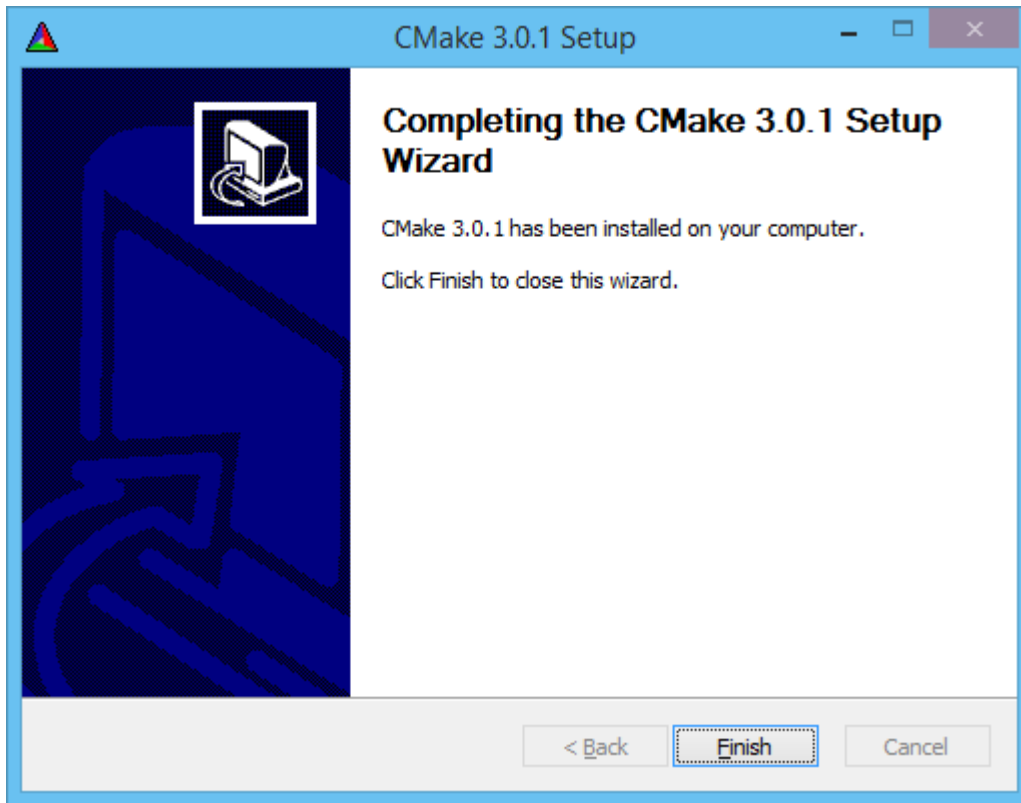 CMake 3.0.1 Setup
Completing the CMake 3.0.1 Setup
Wizard
CMake 3.0.1 has been installed on your computer.
Click Finish to close this wizard.
< Back
Finish
Cancel